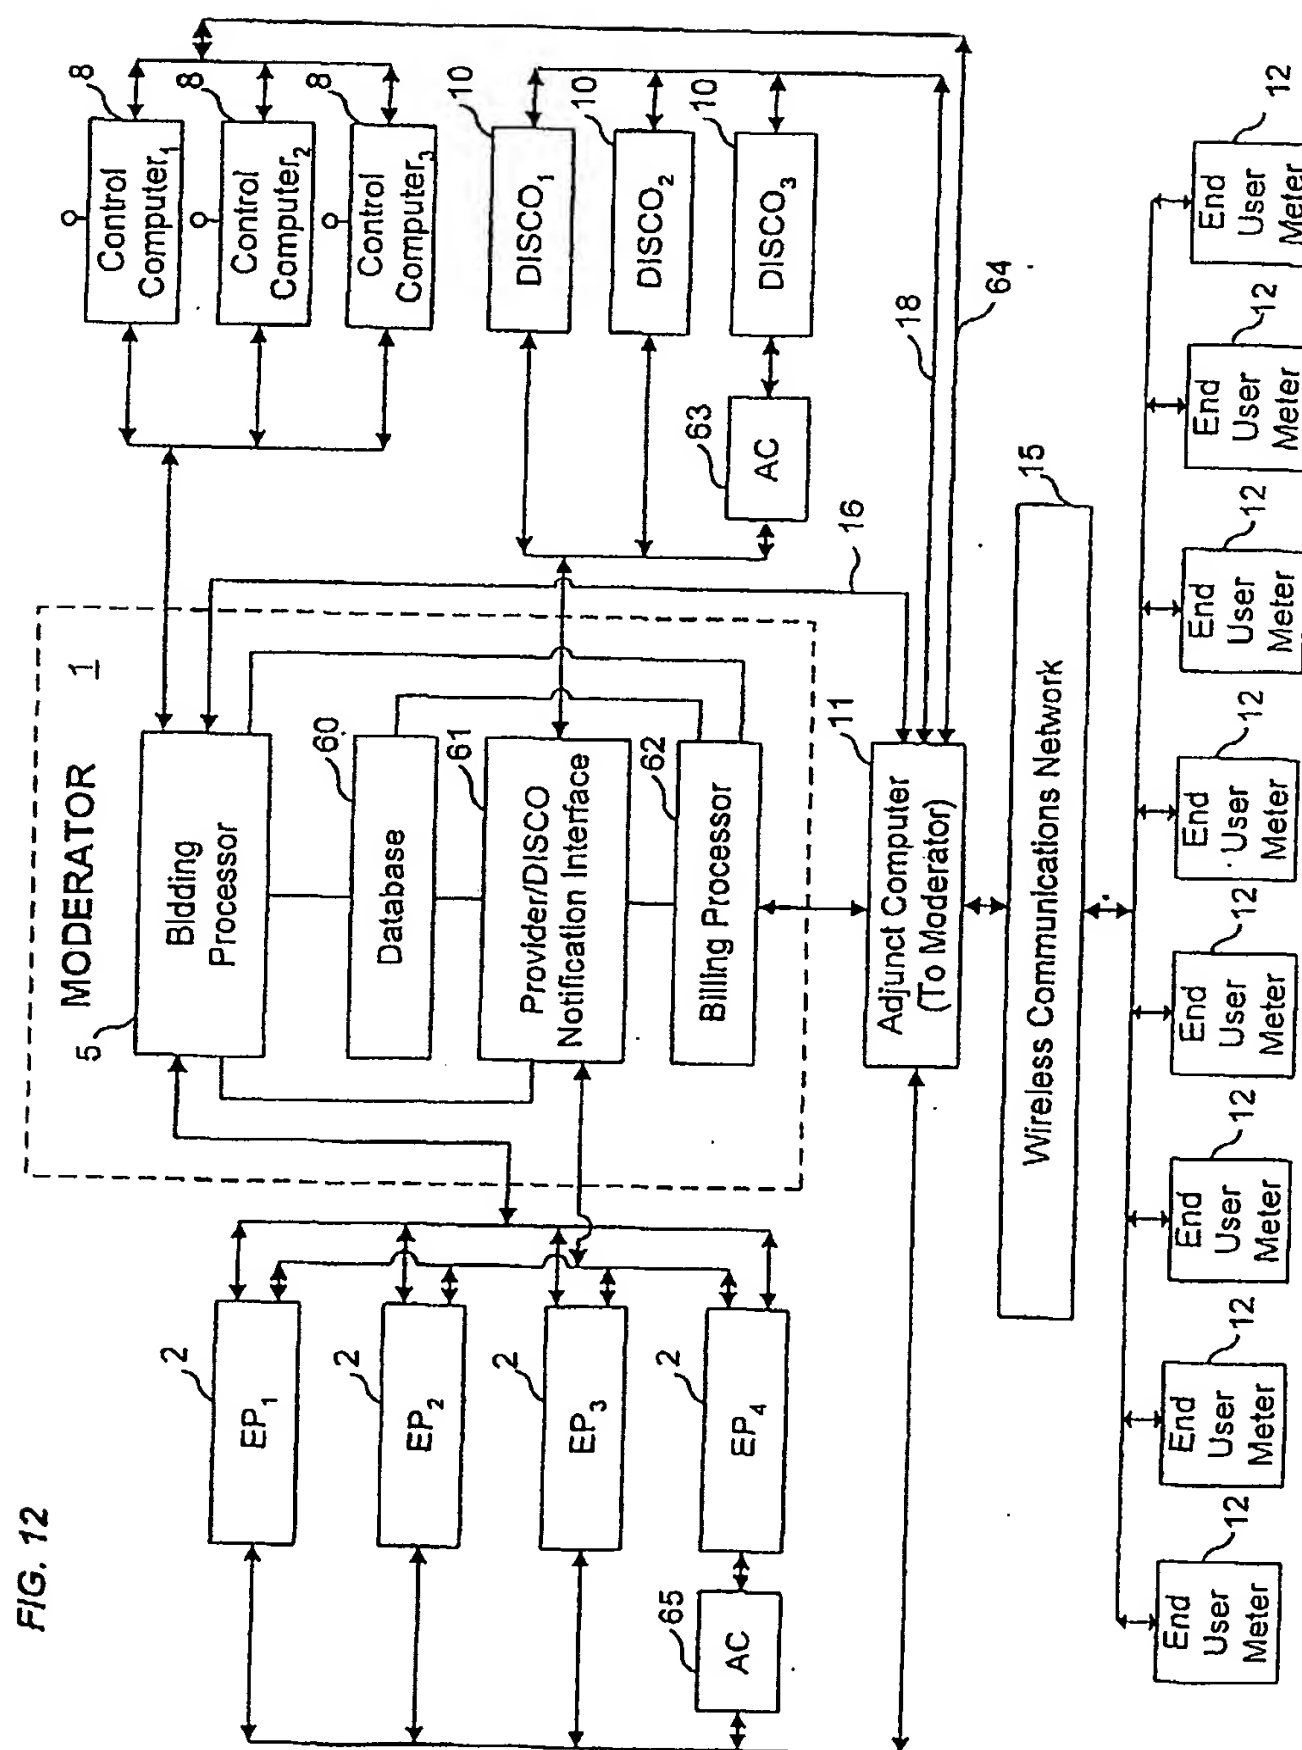 FIG. 12
MODERATOR 1
5
Bidding
Processor
60
Database
61
Provider/DISCO
Notification Interface
62
Billing Processor
2
EP1
2
EP2
2
EP3
2
EP4
65
AC
8
Control
Computer1
8
Control
Computer2
8
Control
Computer3
10
DISCO1
10
DISCO2
10
DISCO3
63
AC
16
18
64
11
Adjunct Computer
(To Moderator)
15
Wireless Communications Network
12
End
User
Meter
12
End
User
Meter
12
End
User
Meter
12
End
User
Meter
12
End
User
Meter
12
End
User
Meter
12
End
User
Meter
12
End
User
Meter